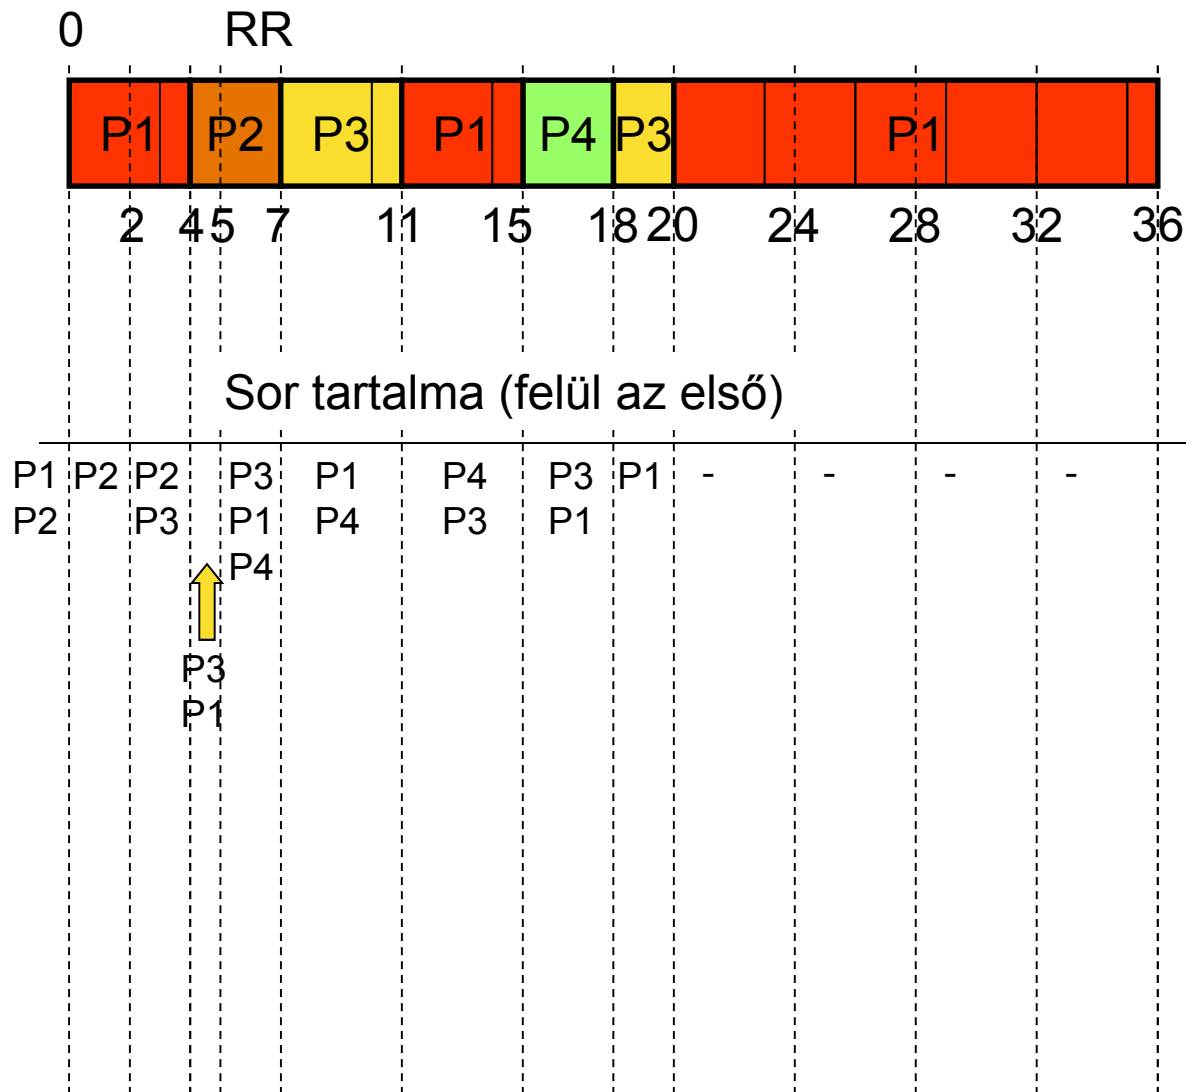 0 RR
P1 P2 P3 P1 P4 P3 P1
2 4 5 7 11 15 18 20 24 28 32 36
Sor tartalma (felül az első)
P1 P2 P2 P3 P1 P4 P3 P1 - - - -
P2 P3 P1 P4 P3 P1
P4
P3
P1